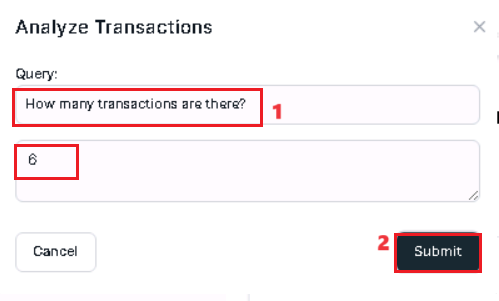 Analyze Transactions
Query:
How many transactions are there?
1
6
2
Cancel
Submit